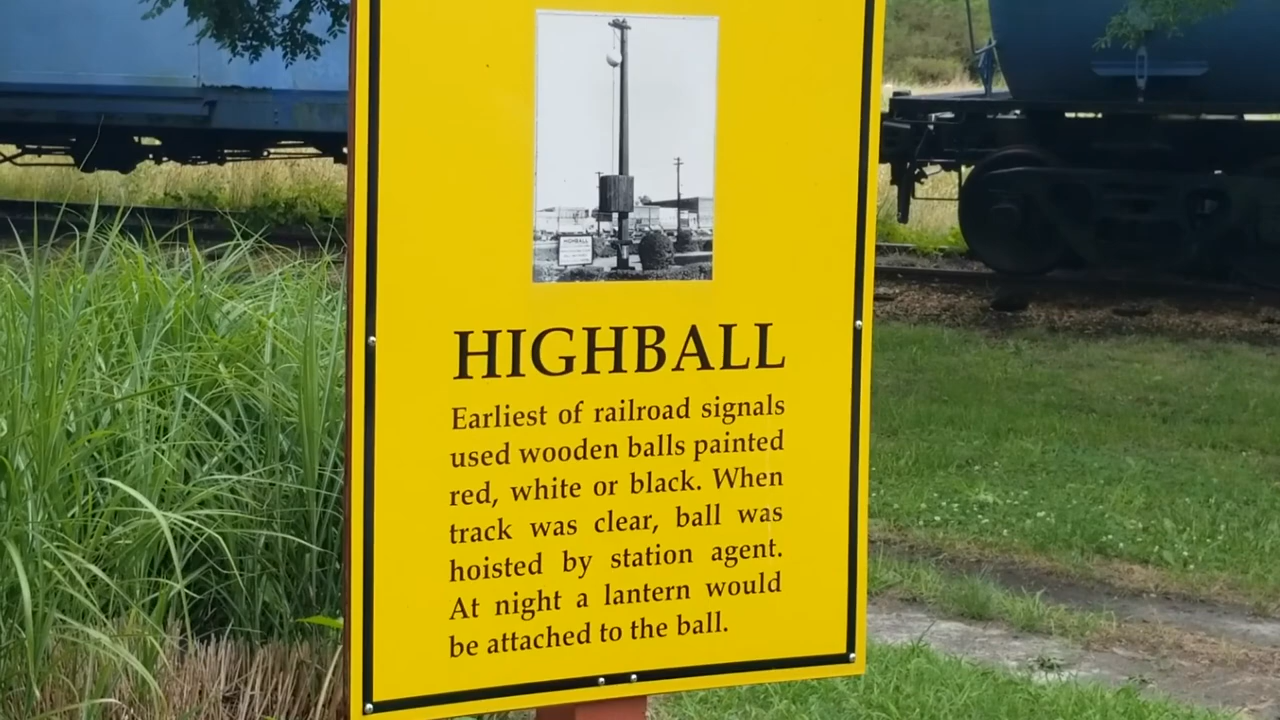 HIGHBALL
HIGHBALL
Earliest of railroad signals
used wooden balls painted
red, white or black. When
track was clear, ball was
hoisted by station agent.
At night a lantern would
be attached to the ball.